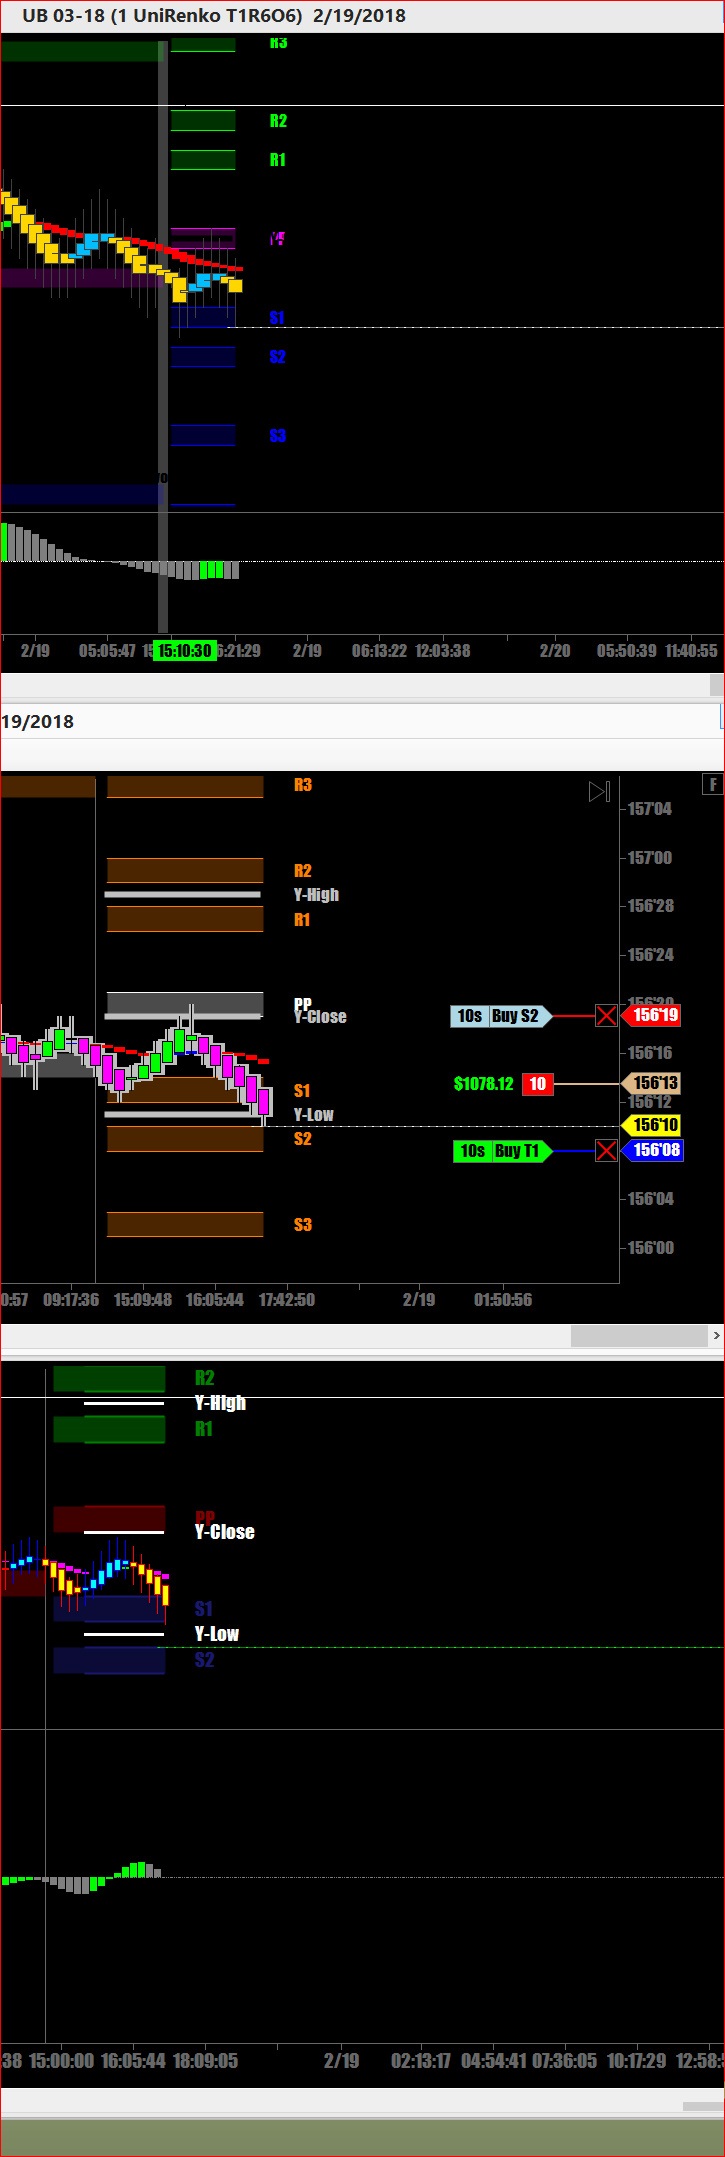 UB 03-18 (1 UniRenko T1R6O6)  2/19/2018
R3
R2
R1
S1
S2
S3
2/19 05:05:47 15:10:30 6:21:29 2/19 06:13:22 12:03:38 2/20 05:50:39 11:40:55
19/2018
R3
F
157'04
R2
157'00
Y-High
156'28
R1
156'24
PP
156'20
Y-Close
10s Buy S2
156'19
156'16
S1
$1078.12 10
156'13
156'12
Y-Low
156'10
S2
10s Buy T1
156'08
156'04
S3
156'00
0:57 09:17:36 15:09:48 16:05:44 17:42:50 2/19 01:50:56
R2
Y-High
R1
PP
Y-Close
S1
Y-Low
S2
:38 15:00:00 16:05:44 18:09:05 2/19 02:13:17 04:54:41 07:36:05 10:17:29 12:58: